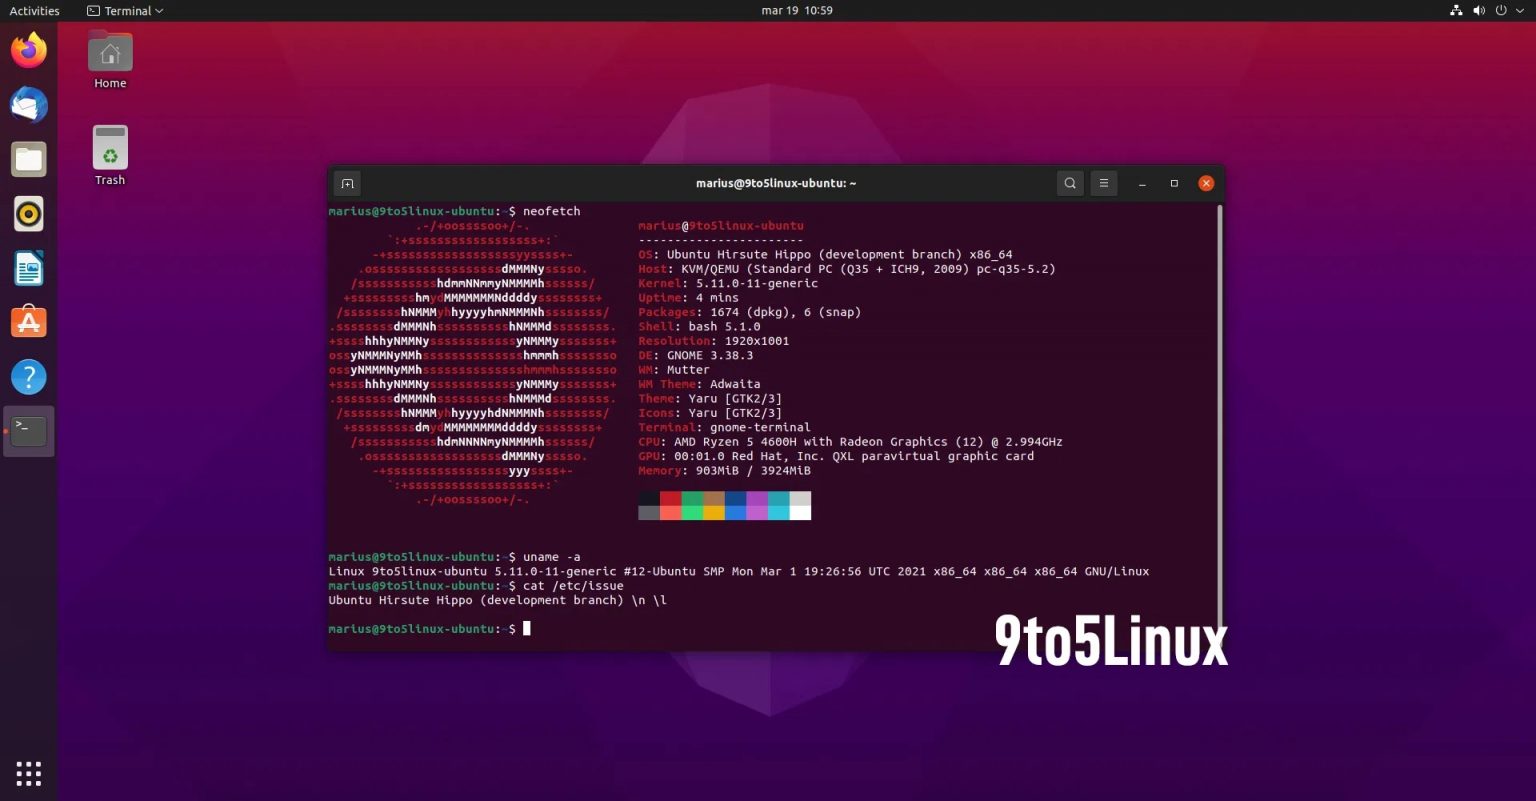 Activities Terminal mar 19 10:59
Home
Trash
marius@9to5linux-ubuntu: ~
marius@9to5linux-ubuntu:~$ neofetch
.-/+oossssoo+/-. marius@9to5linux-ubuntu
`:+ssssssssssssssssss+:` -----------------------
-+ssssssssssssssssssyyssss+- OS: Ubuntu Hirsute Hippo (development branch) x86_64
.ossssssssssssssssssdMMMNysssso. Host: KVM/QEMU (Standard PC (Q35 + ICH9, 2009) pc-q35-5.2)
/ssssssssssshdmmNNmmyNMMMMhssssss/ Kernel: 5.11.0-11-generic
+ssssssssshmydMMMMMMMNddddyssssssss+ Uptime: 4 mins
/sssssssshNMMMyhhyyyyhmNMMMNhssssssss/ Packages: 1674 (dpkg), 6 (snap)
.ssssssssdMMMNhsssssssssshNMMMdssssssss. Shell: bash 5.1.0
+sssshhhyNMMNyssssssssssssyNMMMysssssss+ Resolution: 1920x1001
ossyNMMMNyMMhsssssssssssssshmmmhssssssso DE: GNOME 3.38.3
ossyNMMMNyMMhsssssssssssssshmmmhssssssso WM: Mutter
+sssshhhyNMMNyssssssssssssyNMMMysssssss+ WM Theme: Adwaita
.ssssssssdMMMNhsssssssssshNMMMdssssssss. Theme: Yaru [GTK2/3]
/sssssssshNMMMyhhyyyyhdNMMMNhssssssss/ Icons: Yaru [GTK2/3]
+sssssssssdmydMMMMMMMMddddyssssssss+ Terminal: gnome-terminal
/ssssssssssshdmNNNNmyNMMMMhssssss/ CPU: AMD Ryzen 5 4600H with Radeon Graphics (12) @ 2.994GHz
.ossssssssssssssssssdMMMNysssso. GPU: 00:01.0 Red Hat, Inc. QXL paravirtual graphic card
-+sssssssssssssssssyyyssss+- Memory: 903MiB / 3924MiB
`:+ssssssssssssssssss+:`
.-/+oossssoo+/-.
marius@9to5linux-ubuntu:~$ uname -a
Linux 9to5linux-ubuntu 5.11.0-11-generic #12-Ubuntu SMP Mon Mar 1 19:26:56 UTC 2021 x86_64 x86_64 x86_64 GNU/Linux
marius@9to5linux-ubuntu:~$ cat /etc/issue
Ubuntu Hirsute Hippo (development branch) \n \l
marius@9to5linux-ubuntu:~$
9to5Linux